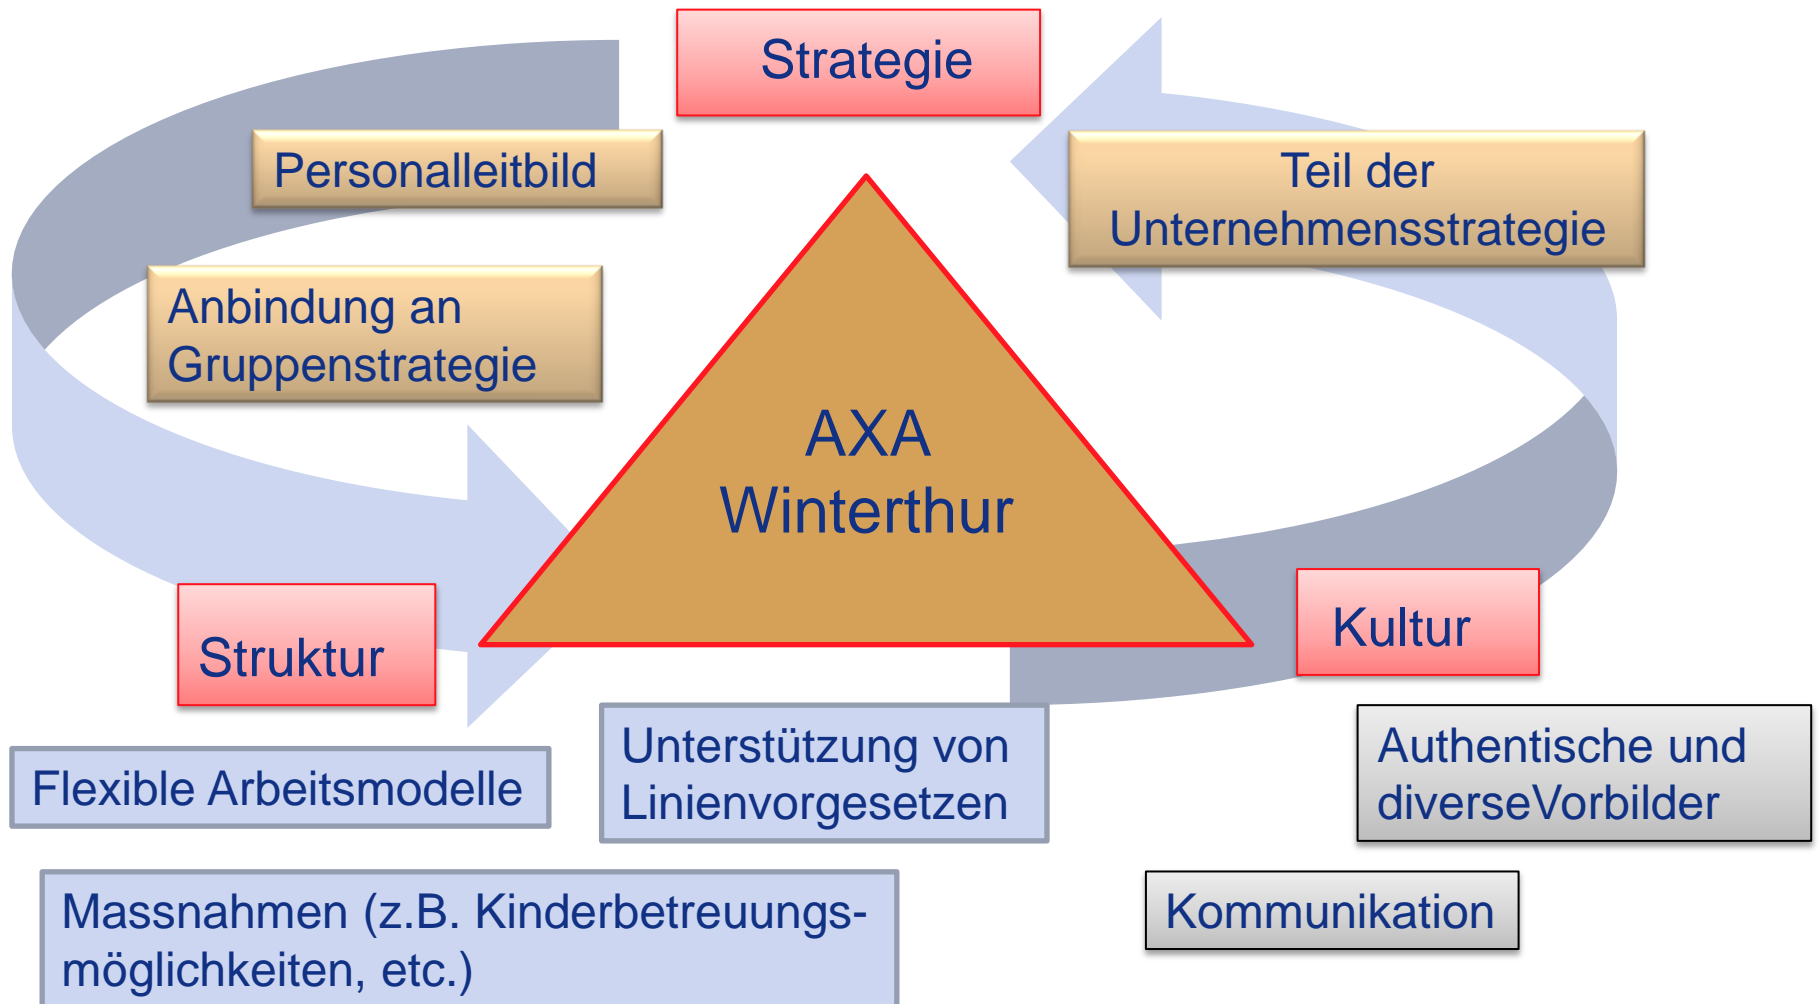 Strategie
Personalleitbild
Teil der
Unternehmensstrategie
Anbindung an
Gruppenstrategie
AXA
Winterthur
Struktur
Kultur
Flexible Arbeitsmodelle
Unterstützung von
Linienvorgesetzen
Authentische und
diverseVorbilder
Massnahmen (z.B. Kinderbetreuungs-
möglichkeiten, etc.)
Kommunikation